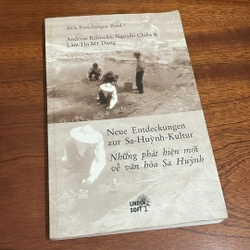 AVA-Forschungen Band 7
Andreas Reinecke, Nguyễn Chiều &
Lâm Thị Mỹ Dung
Neue Entdeckungen
zur Sa-Huỳnh-Kultur
Những phát hiện mới
về văn hóa Sa Huỳnh
LINDEN
SOFT